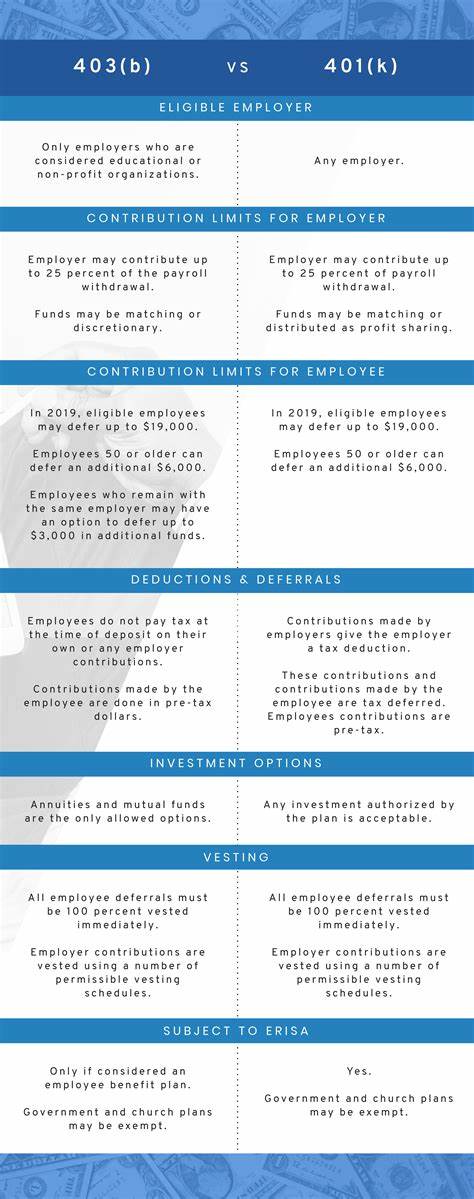 403(b) VS 401(k)
ELIGIBLE EMPLOYER
Only employers who are
considered educational or
non-profit organizations.
Any employer.
CONTRIBUTION LIMITS FOR EMPLOYER
Employer may contribute up
to 25 percent of the payroll
withdrawal.
Funds may be matching or
discretionary.
Employer may contribute up
to 25 percent of payroll
withdrawal.
Funds may be matching or
distributed as profit sharing.
CONTRIBUTION LIMITS FOR EMPLOYEE
In 2019, eligible employees
may defer up to $19,000.
Employees 50 or older can
defer an additional $6,000.
Employees who remain with
the same employer may have
an option to defer up to
$3,000 in additional funds.
In 2019, eligible employees
may defer up to $19,000.
Employees 50 or older can
defer an additional $6,000.
DEDUCTIONS & DEFERRALS
Employees do not pay tax at
the time of deposit on their
own or any employer
contributions.
Contributions made by the
employee are done in pre-tax
dollars.
Contributions made by
employers give the employer
a tax deduction.
These contributions and
contributions made by the
employee are tax deferred.
Employees contributions are
pre-tax.
INVESTMENT OPTIONS
Annuities and mutual funds
are the only allowed options.
Any investment authorized by
the plan is acceptable.
VESTING
All employee deferrals must
be 100 percent vested
immediately.
Employer contributions are
vested using a number of
permissible vesting
schedules.
All employee deferrals must
be 100 percent vested
immediately.
Employer contributions are
vested using a number of
permissible vesting
schedules.
SUBJECT TO ERISA
Only if considered an
employee benefit plan.
Government and church plans
may be exempt.
Yes.
Government and church plans
may be exempt.